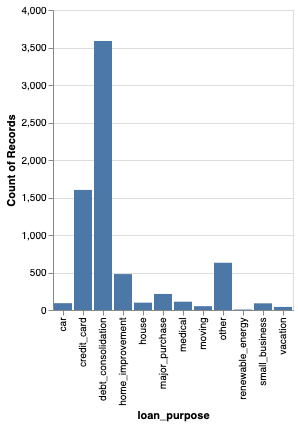 4,000
3,500
3,000
2,500
2,000
1,500
1,000
500
0
Count of Records
car
credit_card
debt_consolidation
home_improvement
house
major_purchase
medical
moving
other
renewable_energy
small_business
vacation
loan_purpose